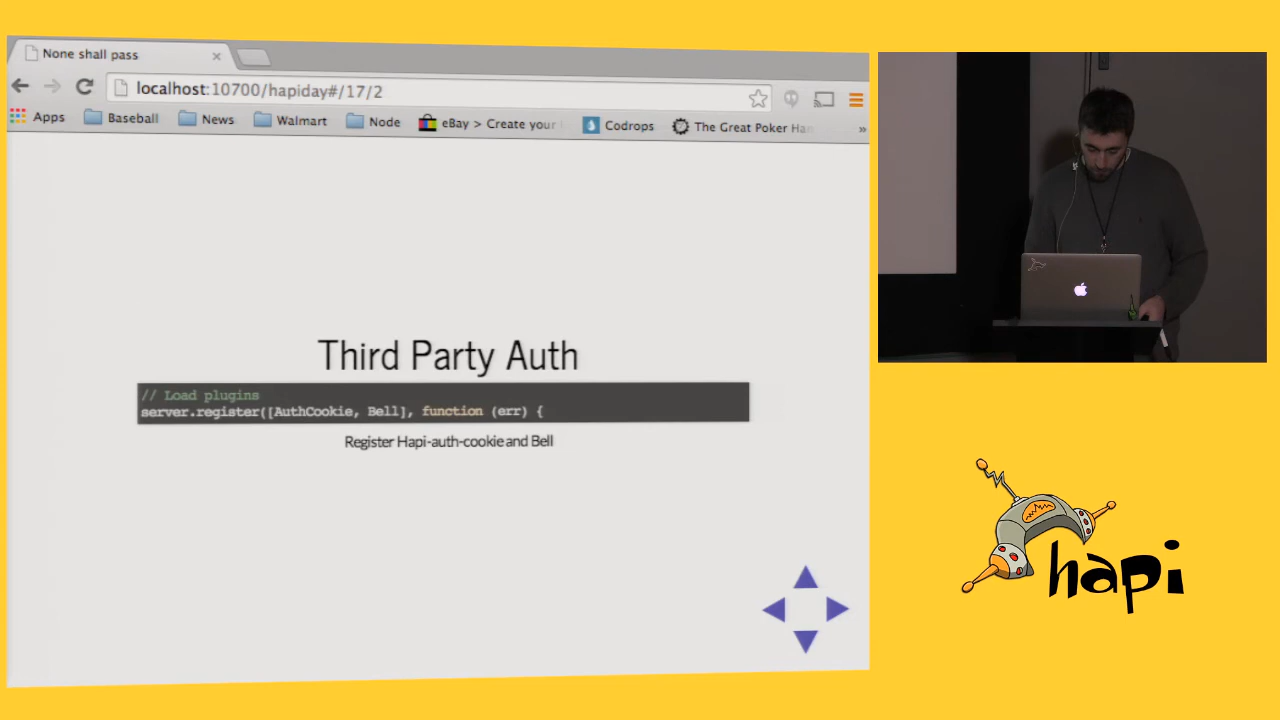 None shall pass
localhost:10700/hapiday#/17/2
Apps Baseball News Walmart Node eBay > Create your Codrops The Great Poker Ha »
Third Party Auth
// Load plugins
server.register([AuthCookie, Bell], function (err) {
Register Hapi-auth-cookie and Bell
hapi